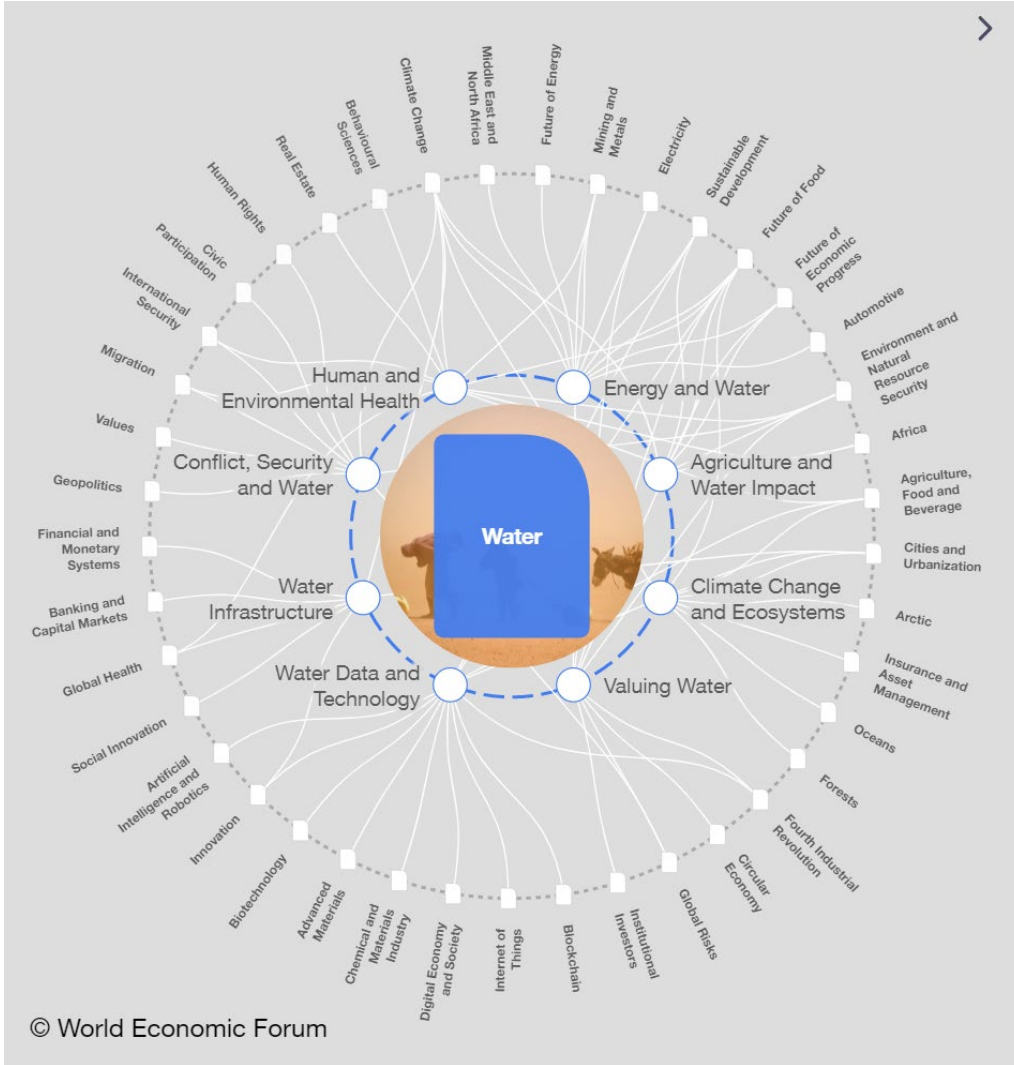 Middle East and
North Africa
Future of Energy
Mining and
Metals
Electricity
Sustainable
Development
Future of Food
Future of
Economic
Progress
Automotive
Environment and
Natural
Resource
Security
Africa
Agriculture,
Food and
Beverage
Cities and
Urbanization
Arctic
Insurance and
Asset
Management
Oceans
Forests
Fourth Industrial
Revolution
Circular
Economy
Global Risks
Institutional
Investors
Blockchain
Internet of
Things
Digital Economy
and Society
Chemical and
Materials
Industry
Advanced
Materials
Biotechnology
Innovation
Artificial
Intelligence and
Robotics
Social Innovation
Global Health
Banking and
Capital Markets
Financial and
Monetary
Systems
Geopolitics
Values
Migration
International
Security
Civic
Participation
Human Rights
Real Estate
Behavioural
Sciences
Climate Change
Human and
Environmental Health
Energy and Water
Conflict, Security
and Water
Agriculture and
Water Impact
Water
Water
Infrastructure
Climate Change
and Ecosystems
Water Data and
Technology
Valuing Water
© World Economic Forum